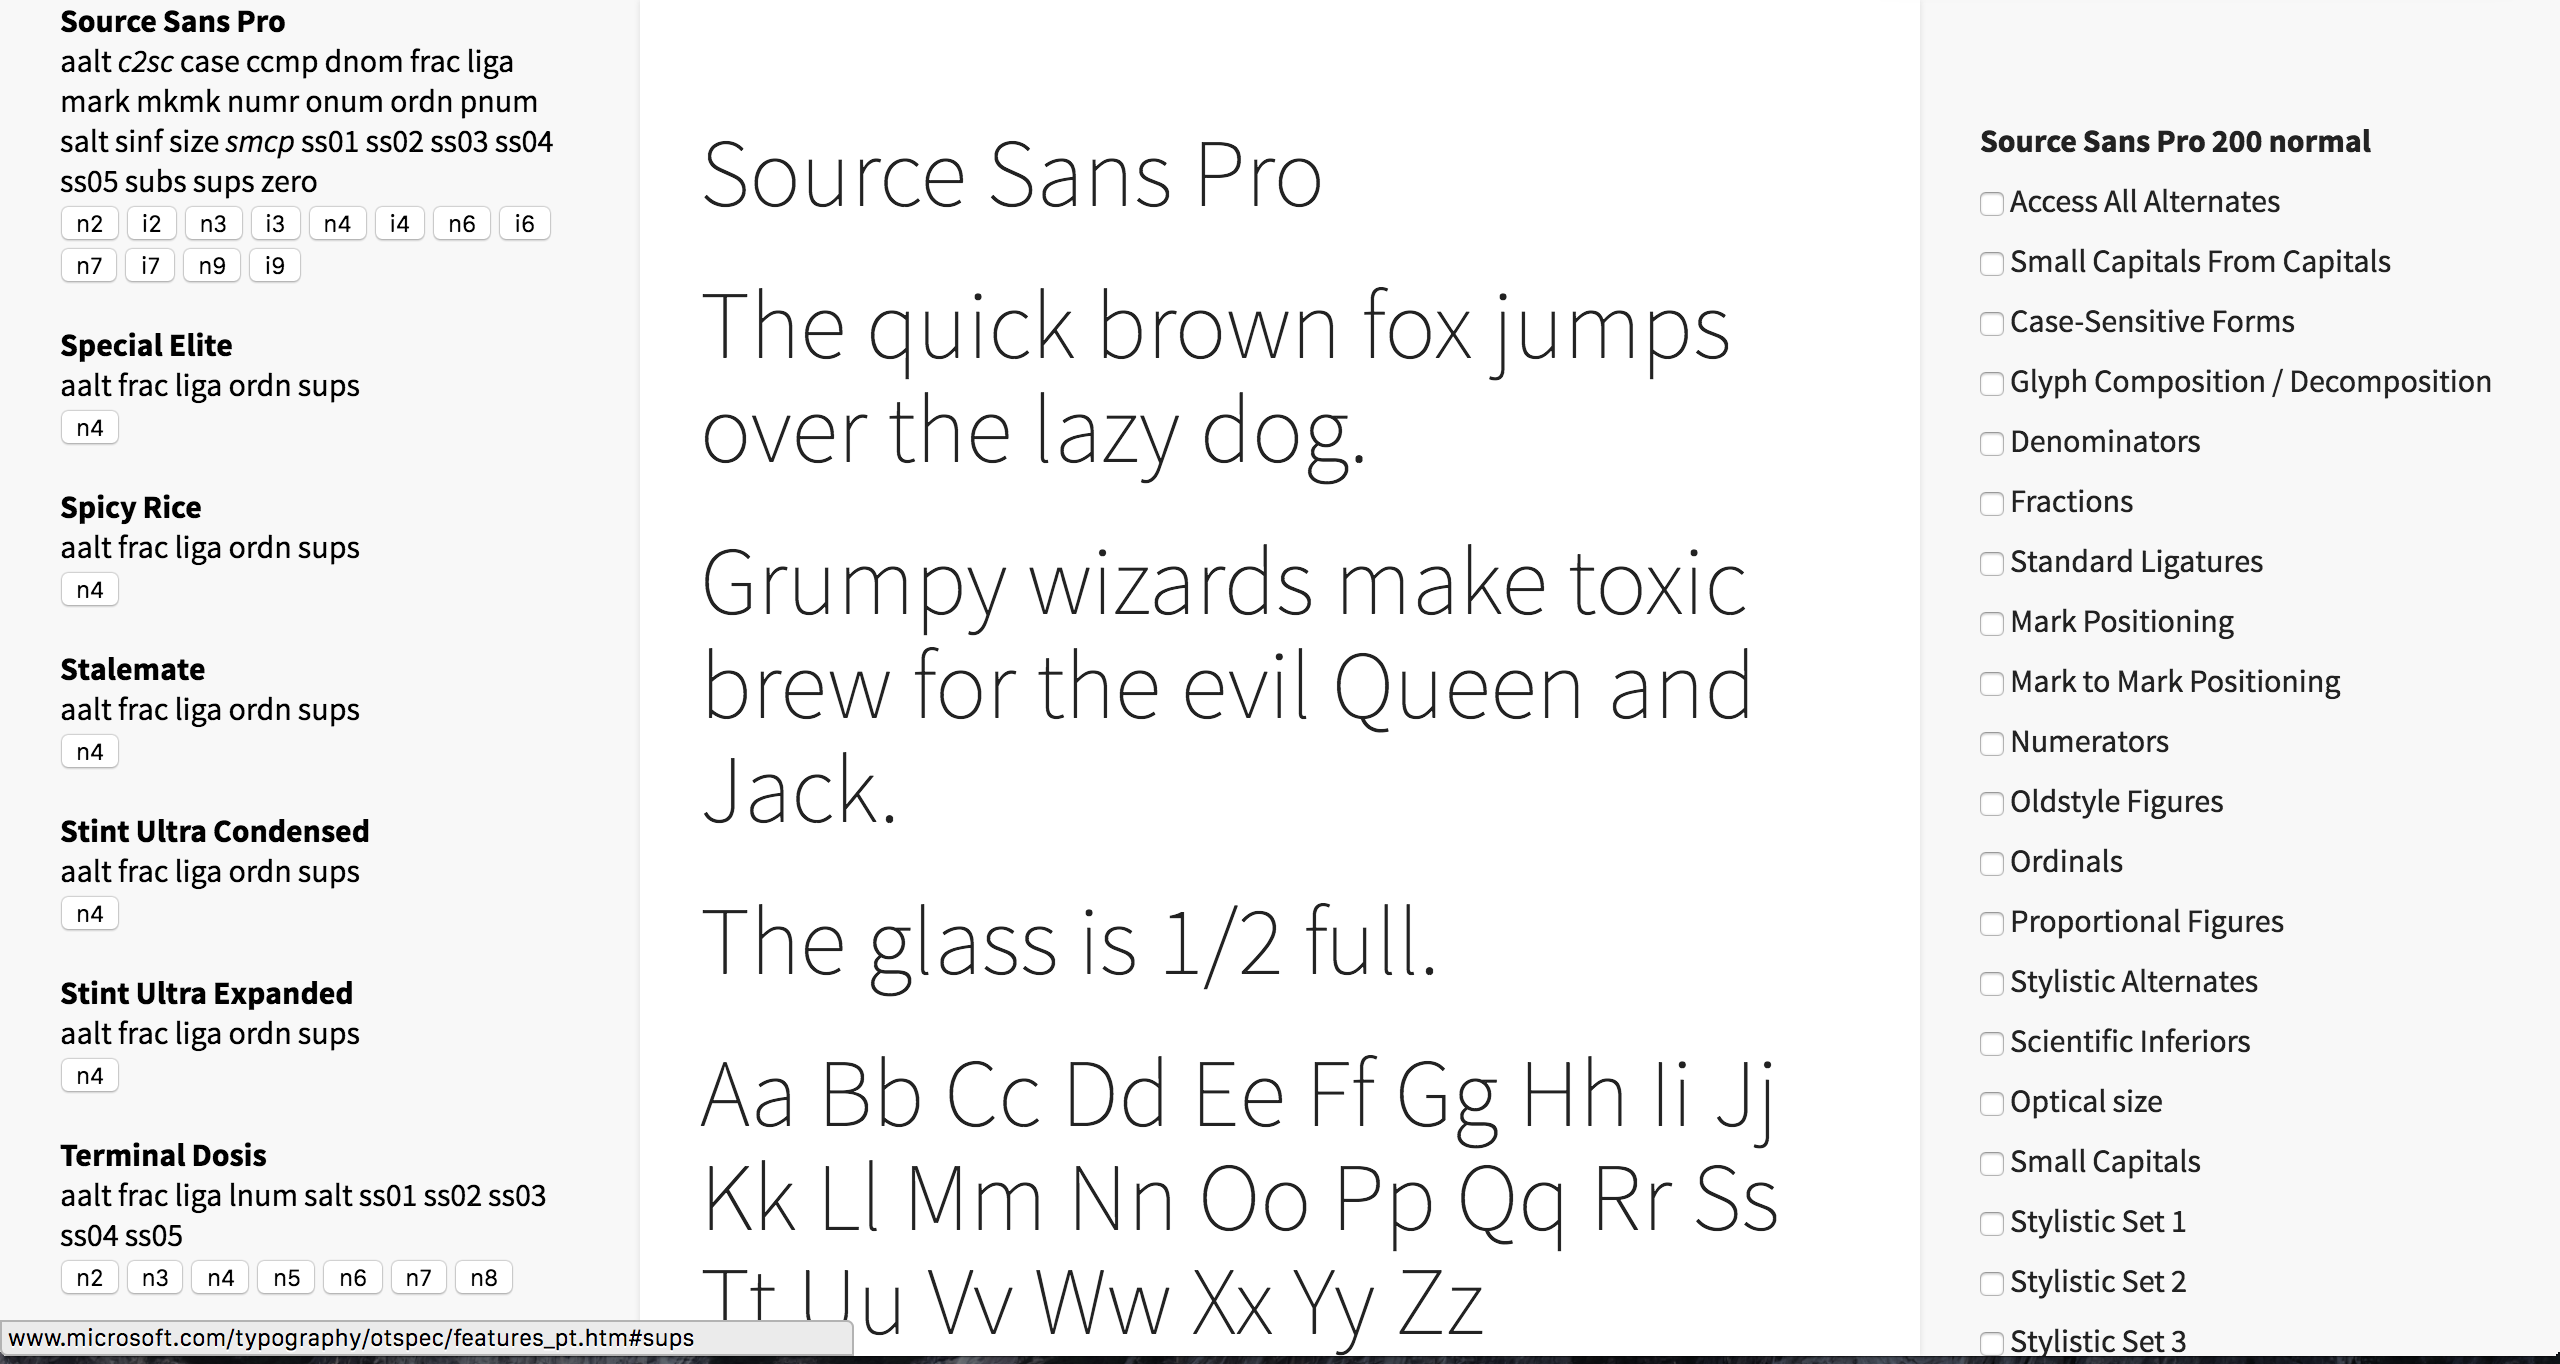 Source Sans Pro
aalt c2sc case ccmp dnom frac liga
mark mkmk numr onum ordn pnum
salt sinf size smcp ss01 ss02 ss03 ss04
ss05 subs sups zero
n2 i2 n3 i3 n4 i4 n6 i6
n7 i7 n9 i9
Special Elite
aalt frac liga ordn sups
n4
Spicy Rice
aalt frac liga ordn sups
n4
Stalemate
aalt frac liga ordn sups
n4
Stint Ultra Condensed
aalt frac liga ordn sups
n4
Stint Ultra Expanded
aalt frac liga ordn sups
n4
Terminal Dosis
aalt frac liga lnum salt ss01 ss02 ss03
ss04 ss05
n2 n3 n4 n5 n6 n7 n8
www.microsoft.com/typography/otspec/features_pt.htm#sups
Source Sans Pro
The quick brown fox jumps
over the lazy dog.
Grumpy wizards make toxic
brew for the evil Queen and
Jack.
The glass is 1/2 full.
Aa Bb Cc Dd Ee Ff Gg Hh Ii Jj
Kk Ll Mm Nn Oo Pp Qq Rr Ss
Tt Uu Vv Ww Xx Yy Zz
Source Sans Pro 200 normal
Access All Alternates
Small Capitals From Capitals
Case-Sensitive Forms
Glyph Composition / Decomposition
Denominators
Fractions
Standard Ligatures
Mark Positioning
Mark to Mark Positioning
Numerators
Oldstyle Figures
Ordinals
Proportional Figures
Stylistic Alternates
Scientific Inferiors
Optical size
Small Capitals
Stylistic Set 1
Stylistic Set 2
Stylistic Set 3